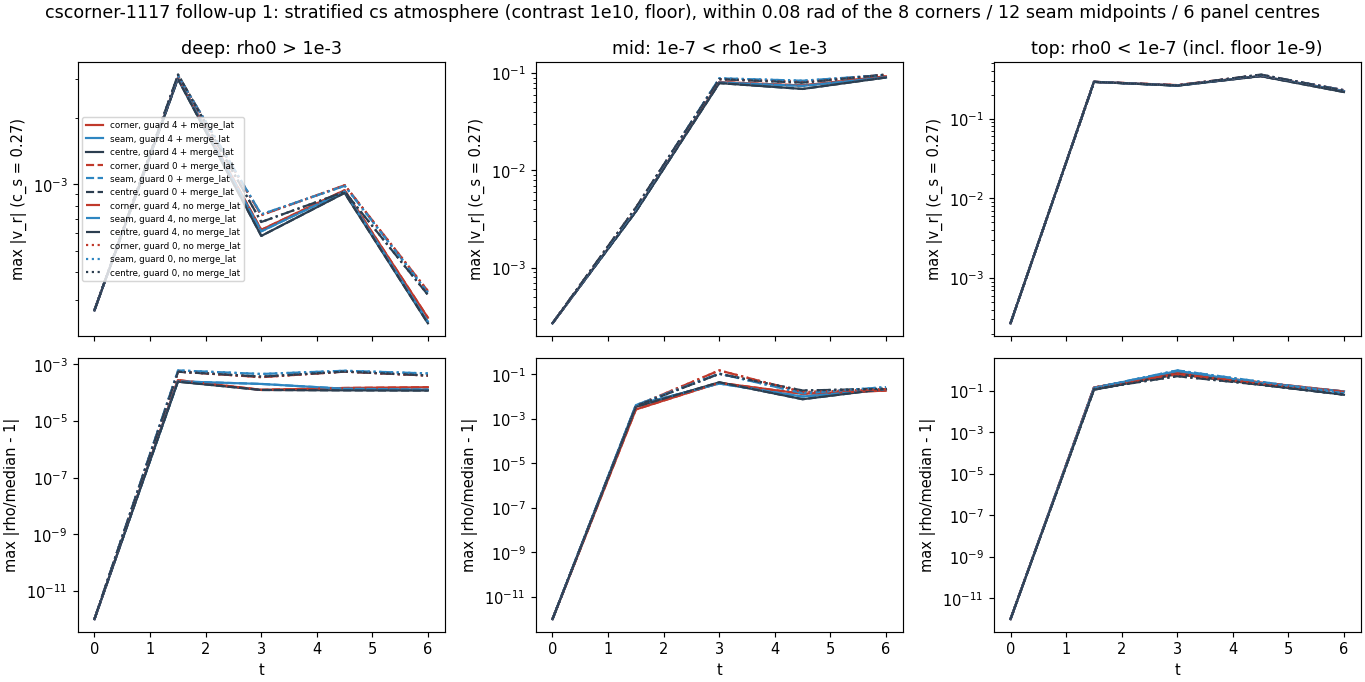 cscorner-1117 follow-up 1: stratified cs atmosphere (contrast 1e10, floor), within 0.08 rad of the 8 corners / 12 seam midpoints / 6 panel centres
deep: rho0 > 1e-3
max |v_r| (c_s = 0.27)
10^{-3}
corner, guard 4 + merge_lat
seam, guard 4 + merge_lat
centre, guard 4 + merge_lat
corner, guard 0 + merge_lat
seam, guard 0 + merge_lat
centre, guard 0 + merge_lat
corner, guard 4, no merge_lat
seam, guard 4, no merge_lat
centre, guard 4, no merge_lat
corner, guard 0, no merge_lat
seam, guard 0, no merge_lat
centre, guard 0, no merge_lat
mid: 1e-7 < rho0 < 1e-3
max |v_r| (c_s = 0.27)
10^{-1}
10^{-2}
10^{-3}
top: rho0 < 1e-7 (incl. floor 1e-9)
max |v_r| (c_s = 0.27)
10^{-1}
10^{-2}
10^{-3}
max |rho/median - 1|
10^{-3}
10^{-5}
10^{-7}
10^{-9}
10^{-11}
0 1 2 3 4 5 6
t
max |rho/median - 1|
10^{-1}
10^{-3}
10^{-5}
10^{-7}
10^{-9}
10^{-11}
0 1 2 3 4 5 6
t
max |rho/median - 1|
10^{-1}
10^{-3}
10^{-5}
10^{-7}
10^{-9}
10^{-11}
0 1 2 3 4 5 6
t